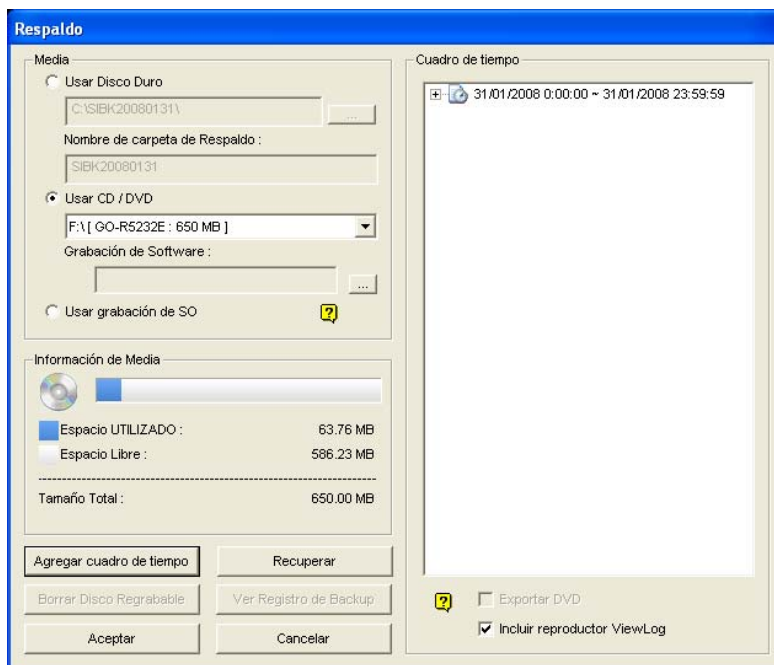 Respaldo
Media
Usar Disco Duro
C:\SIBK20080131\
...
Nombre de carpeta de Respaldo :
SIBK20080131
Usar CD / DVD
F:\ [ GO-R5232E : 650 MB ]
Grabación de Software :
...
Usar grabación de SO
?
Información de Media
Espacio UTILIZADO : 63.76 MB
Espacio Libre : 586.23 MB
Tamaño Total : 650.00 MB
Agregar cuadro de tiempo
Recuperar
Borrar Disco Regrabable
Ver Registro de Backup
Aceptar
Cancelar
Cuadro de tiempo
31/01/2008 0:00:00 ~ 31/01/2008 23:59:59
?
Exportar DVD
Incluir reproductor ViewLog